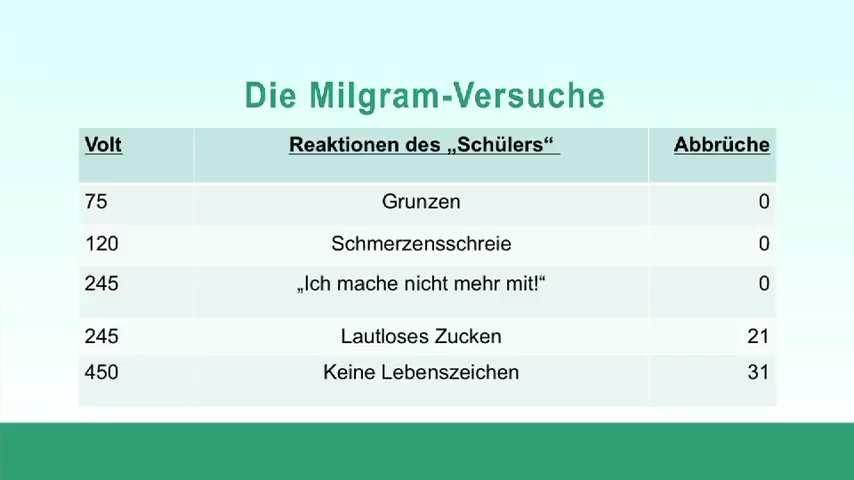 Die Milgram-Versuche
Volt Reaktionen des „Schülers“ Abbrüche
75 Grunzen 0
120 Schmerzensschreie 0
245 „Ich mache nicht mehr mit!“ 0
245 Lautloses Zucken 21
450 Keine Lebenszeichen 31